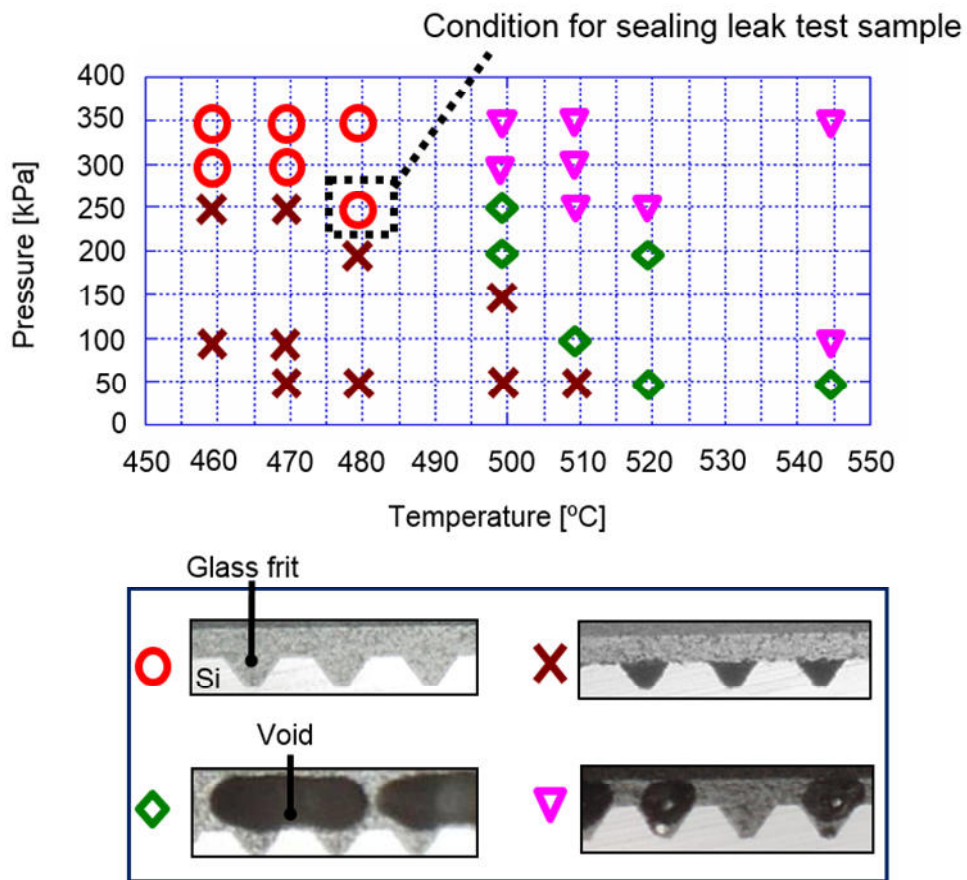 Condition for sealing leak test sample
400
350
300
250
200
150
100
50
0
Pressure [kPa]
450 460 470 480 490 500 510 520 530 540 550
Temperature [ºC]
Glass frit
Si
Void